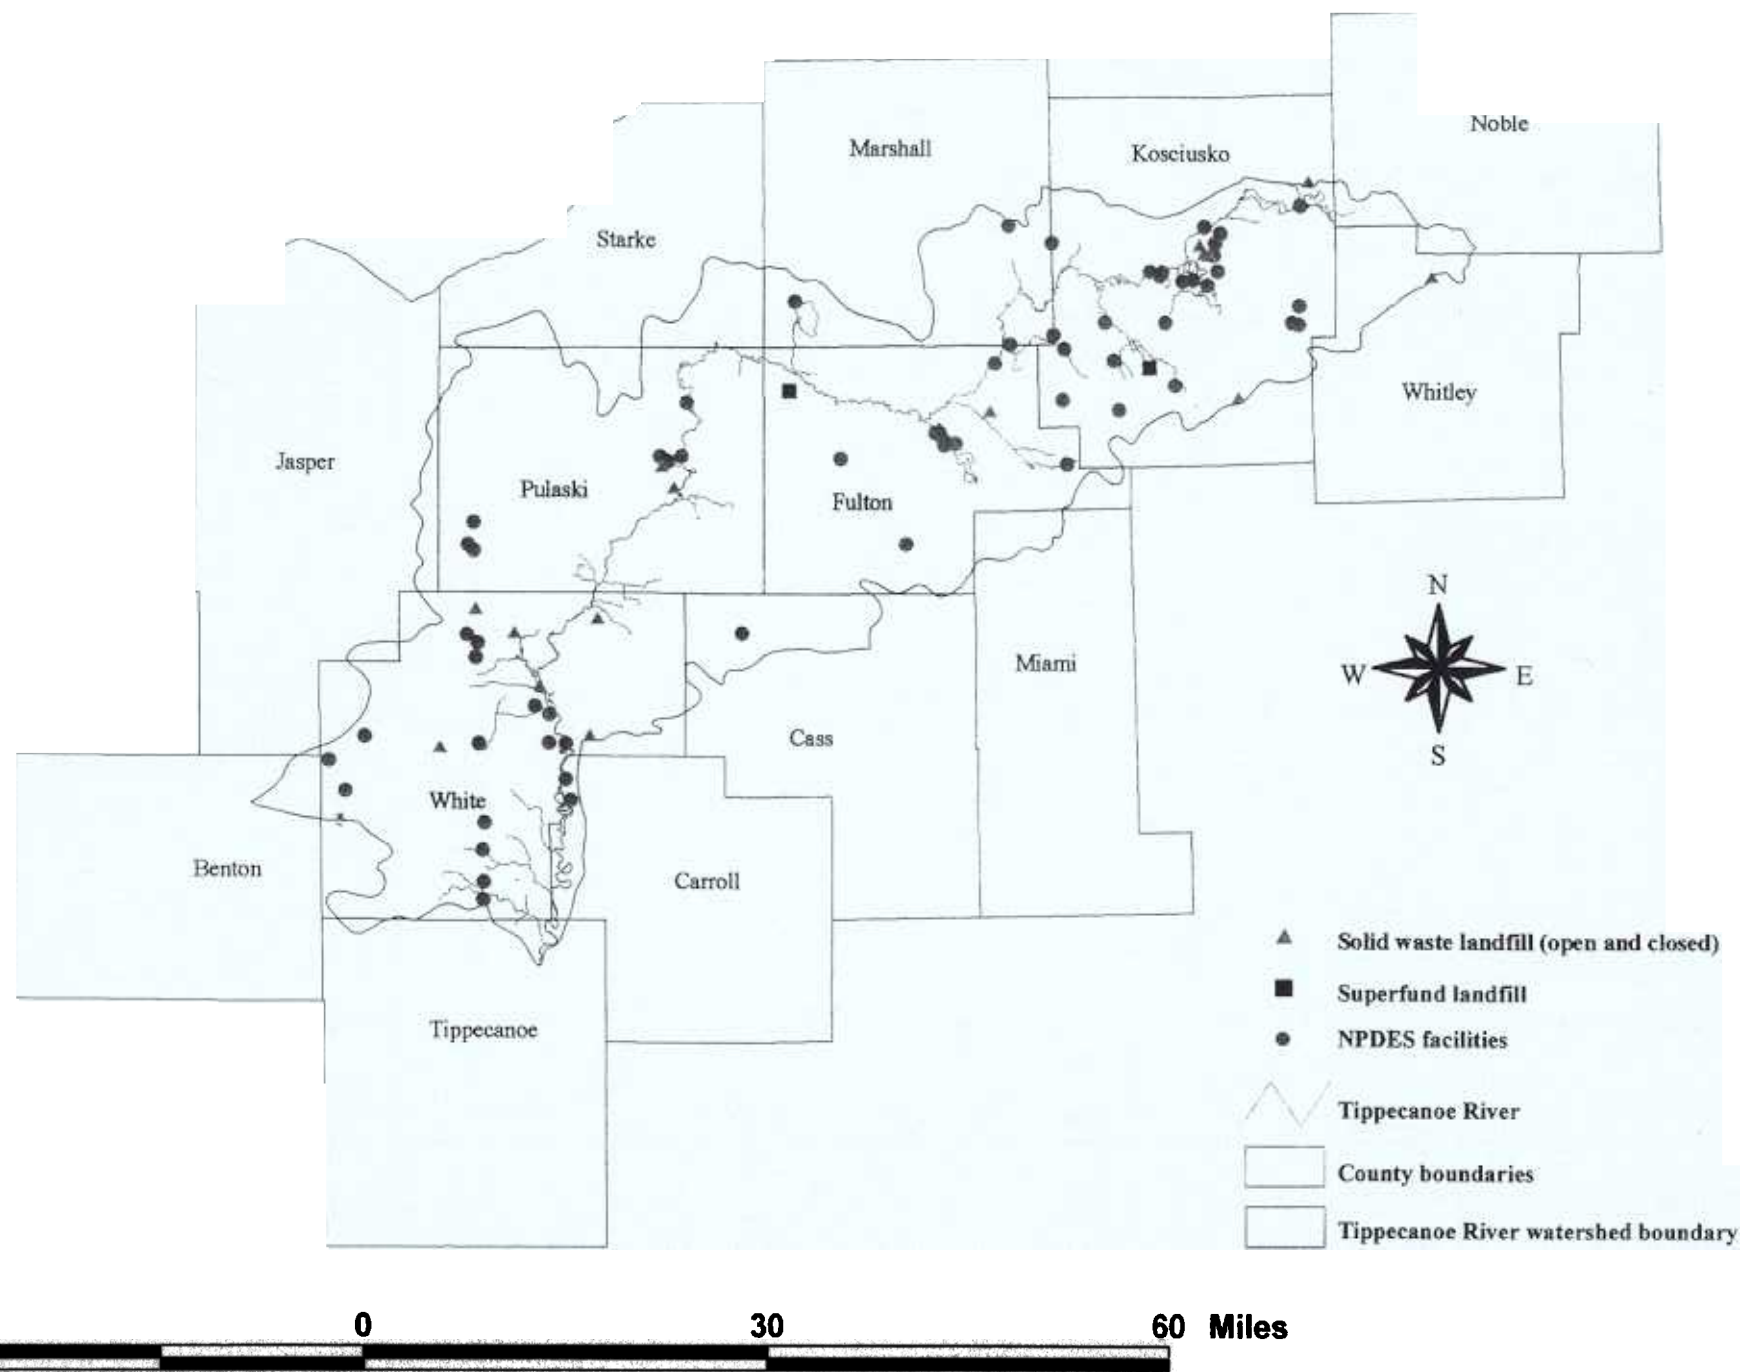 Noble
Marshall
Kosciusko
Starke
Whitley
Jasper
Pulaski
Fulton
N
Miami
W
E
Cass
S
White
Benton
Carroll
Solid waste landfill (open and closed)
Superfund landfill
Tippecanoe
NPDES facilities
Tippecanoe River
County boundaries
Tippecanoe River watershed boundary
0 30 60 Miles